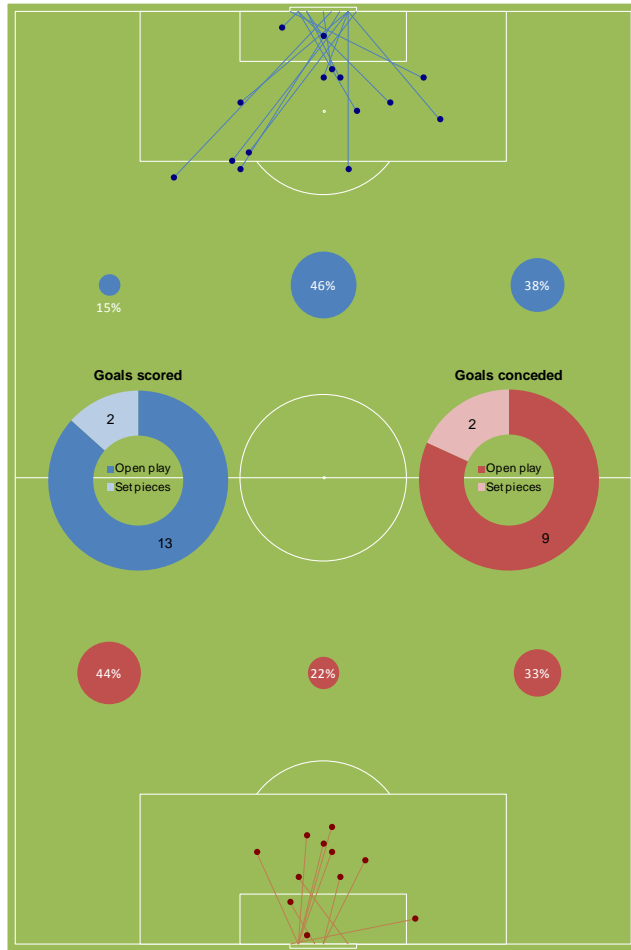 46%
38%
15%
Goals scored
Goals conceded
2
2
Open play
Set pieces
Open play
Set pieces
13
9
44%
22%
33%